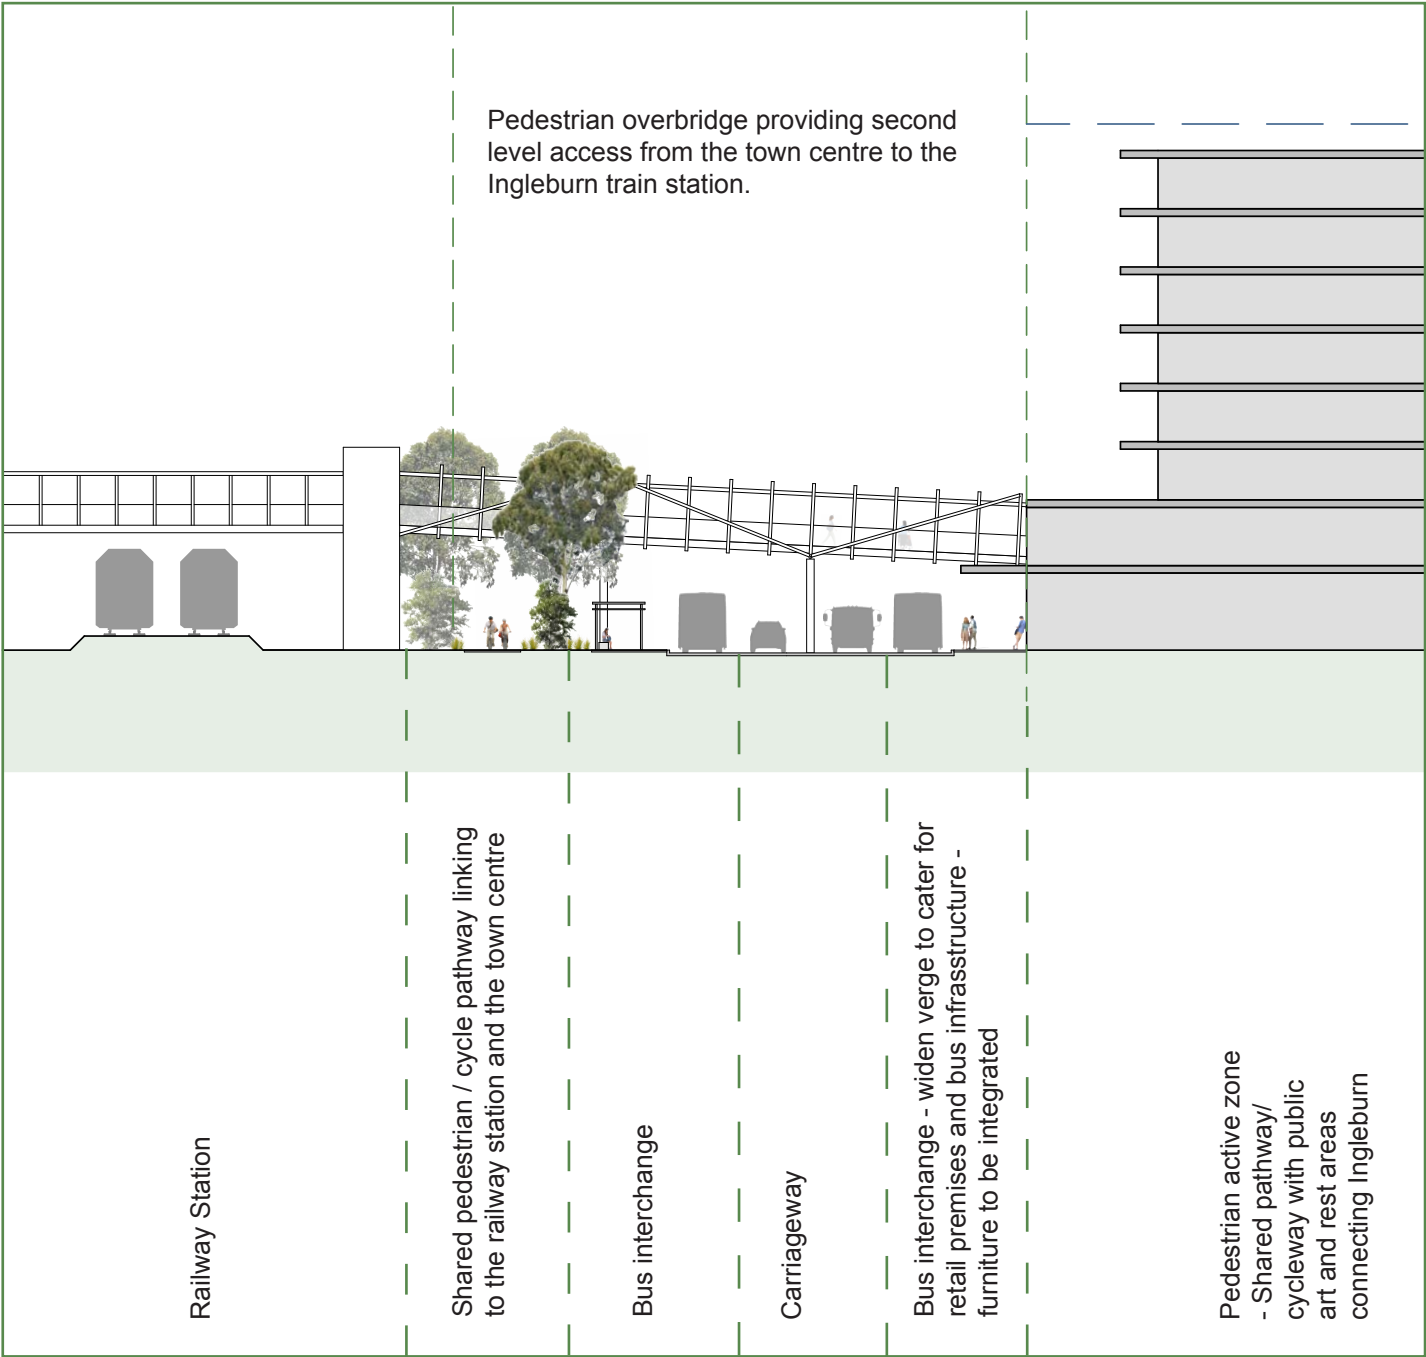 Pedestrian overbridge providing second
level access from the town centre to the
Ingleburn train station.
Railway Station
Shared pedestrian / cycle pathway linking
to the railway station and the town centre
Bus interchange
Carriageway
Bus interchange - widen verge to cater for
retail premises and bus infrasstructure -
furniture to be integrated
Pedestrian active zone
- Shared pathway/
cycleway with public
art and rest areas
connecting Ingleburn